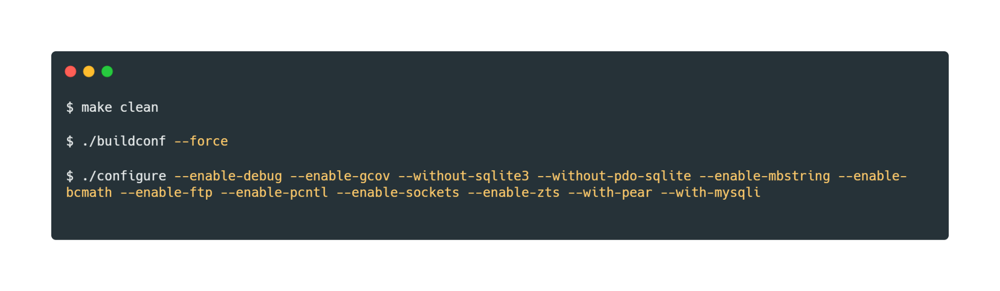 $ make clean
$ ./buildconf --force
$ ./configure --enable-debug --enable-gcov --without-sqlite3 --without-pdo-sqlite --enable-mbstring --enable-
bcmath --enable-ftp --enable-pcntl --enable-sockets --enable-zts --with-pear --with-mysqli